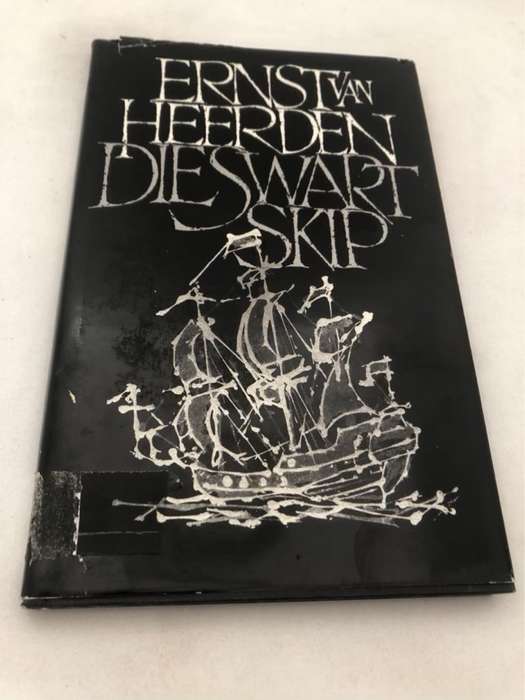 ERNST VAN
HEERDEN
DIE SWART
SKIP